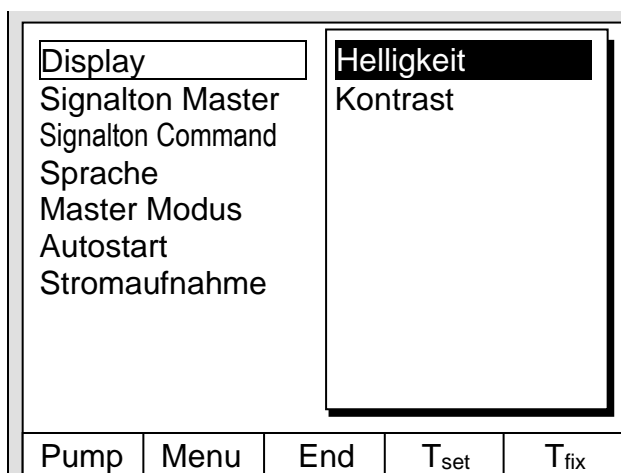 Display
Signalton Master
Signalton Command
Sprache
Master Modus
Autostart
Stromaufnahme
Helligkeit
Kontrast
Pump Menu End Tset Tfix